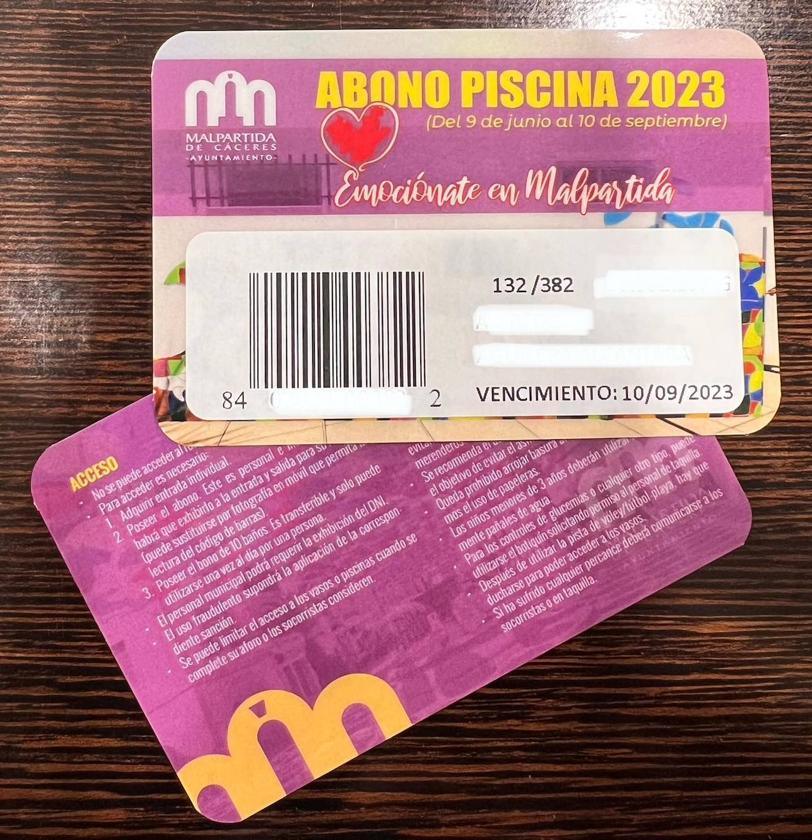 MALPARTIDA
DE CÁCERES
-AYUNTAMIENTO-
ABONO PISCINA 2023
(Del 9 de junio al 10 de septiembre)
Emociónate en Malpartida
132/382
84 2
VENCIMIENTO: 10/09/2023
ACCESO
· No se puede acceder al
· Para acceder es necesario
1. Adquirir entrada individual.
2. Poseer el abono. Este es personal e
habrá que exhibirlo a la entrada y salida para su
(puede sustituirse por fotografía en móvil que permita
lectura del código de barras)
3. Poseer el bono de 10 baños. Es transferible y solo puede
utilizarse una vez al día por una persona.
· El personal municipal podrá requerir la exhibición del DNI.
· El uso fraudulento supondrá la aplicación de la correspon-
diente sanción.
· Se puede limitar el acceso a los vasos o piscinas cuando se
complete su aforo o los socorristas consideren.
merenderos
· Se recomienda el
el objetivo de evitar el
· Queda prohibido arrojar basura
mas el uso de papeleras.
· Los niños menores de 3 años deberán utilizar
mente pañales de agua
· Para los controles de glucemias o cualquier otro tipo, puede
utilizarse el botiquín solicitando permiso al personal de taquilla
· Después de utilizar la pista de voley/fútbol-playa, hay que
ducharse para poder acceder a los vasos.
· Si ha sufrido cualquier percance deberá comunicarse a los
socorristas o en taquilla.